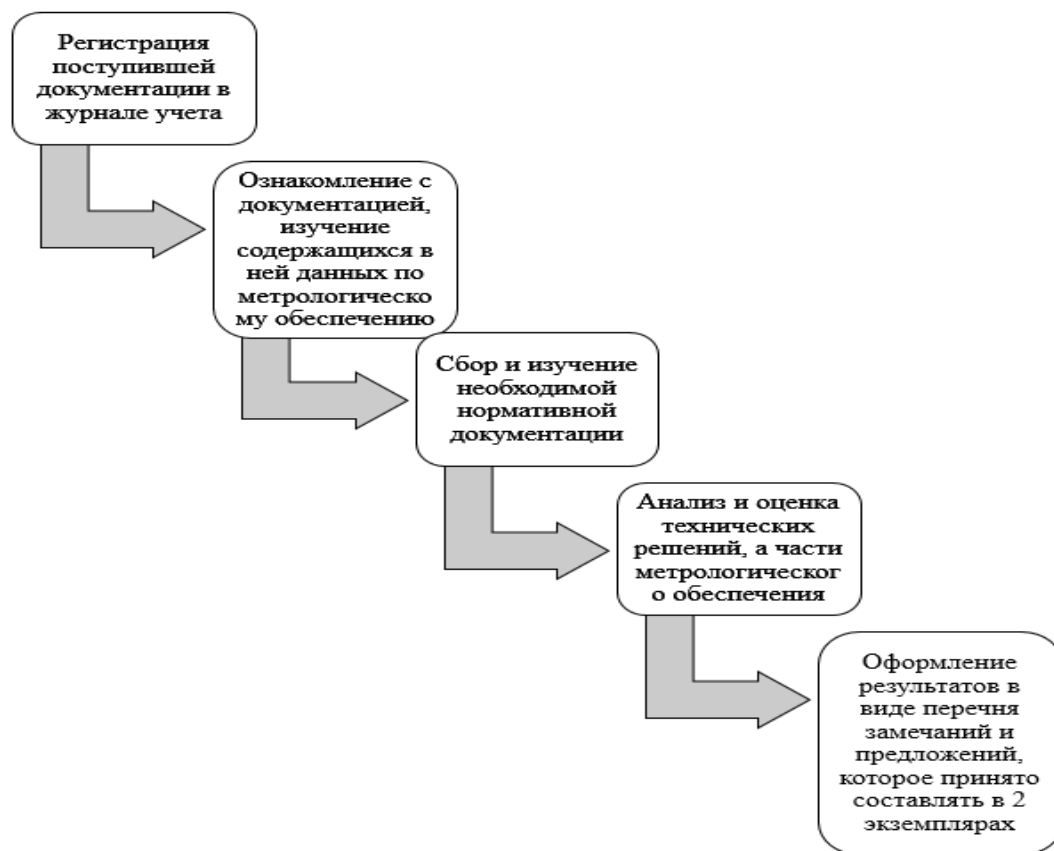 Регистрация
поступившей
документации в
журнале учета
Ознакомление с
документацией,
изучение
содержащихся в
ней данных по
метрологическо
му обеспечению
Сбор и изучение
необходимой
нормативной
документации
Анализ и оценка
технических
решений, а части
метрологическог
о обеспечения
Оформление
результатов в
виде перечня
замечаний и
предложений,
которое принято
составлять в 2
экземплярах